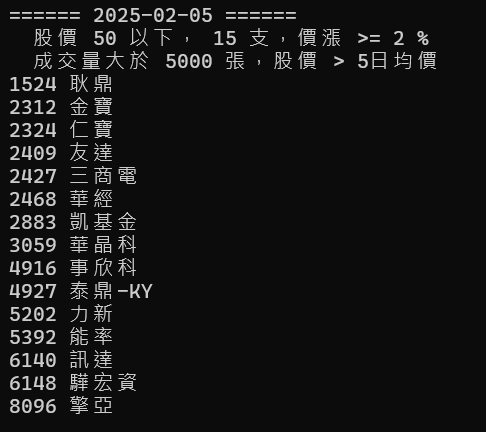 ====== 2025-02-05 ======
股價 50 以下, 15 支,價漲 >= 2 %
成交量大於 5000 張,股價 > 5日均價
1524 耿鼎
2312 金寶
2324 仁寶
2409 友達
2427 三商電
2468 華經
2883 凱基金
3059 華晶科
4916 事欣科
4927 泰鼎-KY
5202 力新
5392 能率
6140 訊達
6148 驊宏資
8096 擎亞